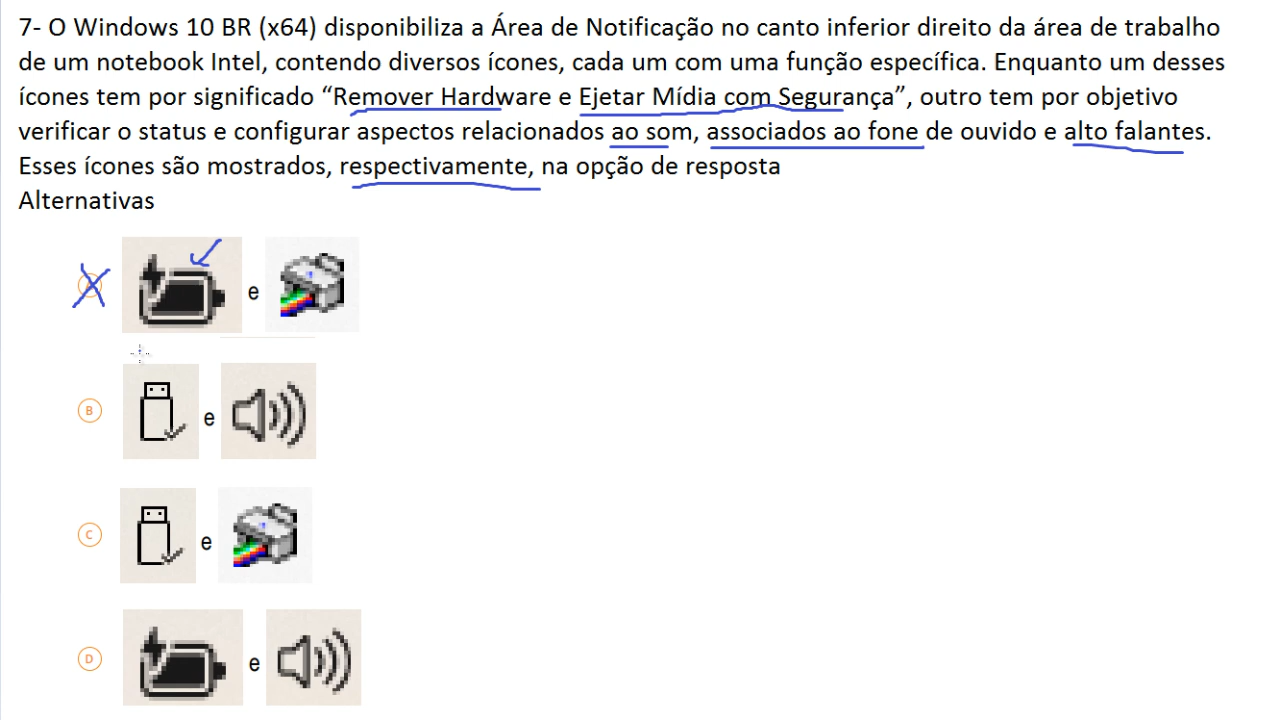 7- O Windows 10 BR (x64) disponibiliza a Área de Notificação no canto inferior direito da área de trabalho
de um notebook Intel, contendo diversos ícones, cada um com uma função específica. Enquanto um desses
ícones tem por significado “Remover Hardware e Ejetar Mídia com Segurança”, outro tem por objetivo
verificar o status e configurar aspectos relacionados ao som, associados ao fone de ouvido e alto falantes.
Esses ícones são mostrados, respectivamente, na opção de resposta
Alternativas
e
B e
C e
D e